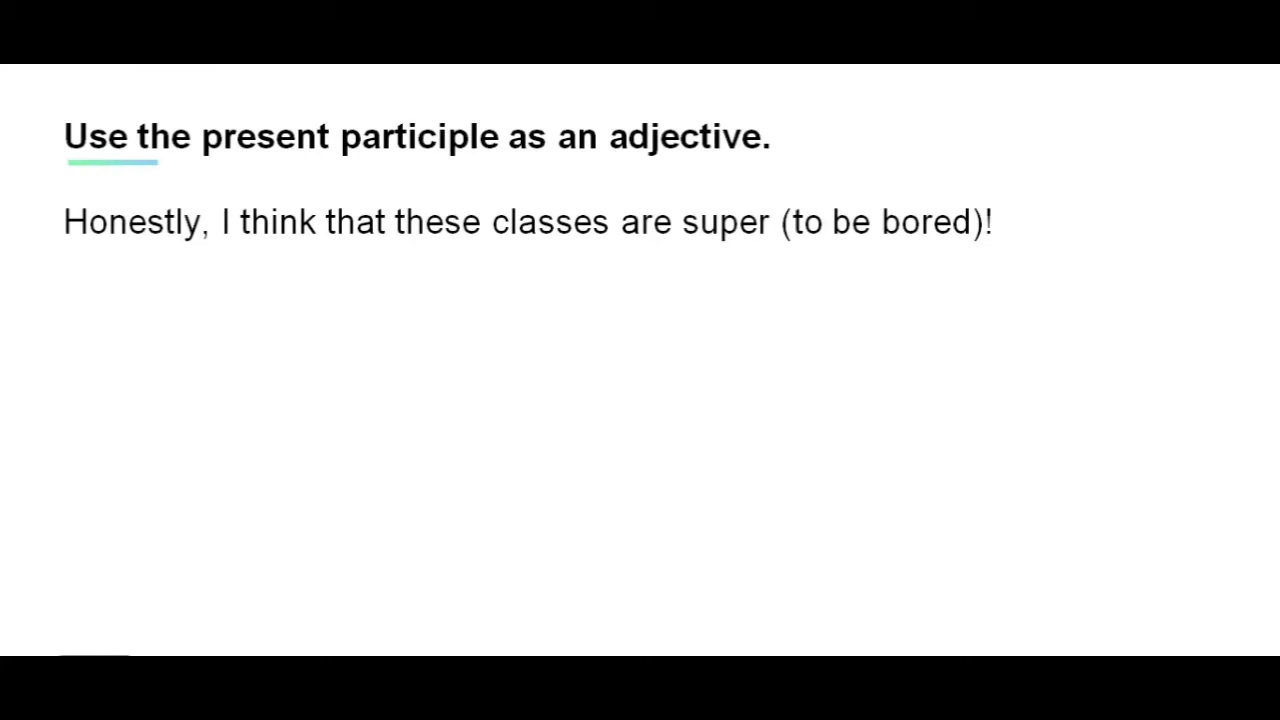 Use the present participle as an adjective.
Honestly, I think that these classes are super (to be bored)!